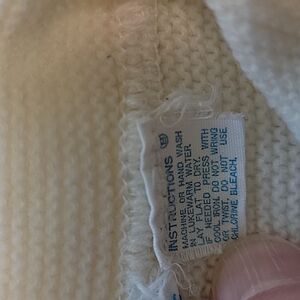 INSTRUCTIONS
MACHINE OR HAND WASH
IN LUKEWARM WATER.
LAY FLAT TO DRY.
IF NEEDED PRESS WITH
COOL IRON. DO NOT WRING
OR TWIST. DO NOT USE
CHLORINE BLEACH.